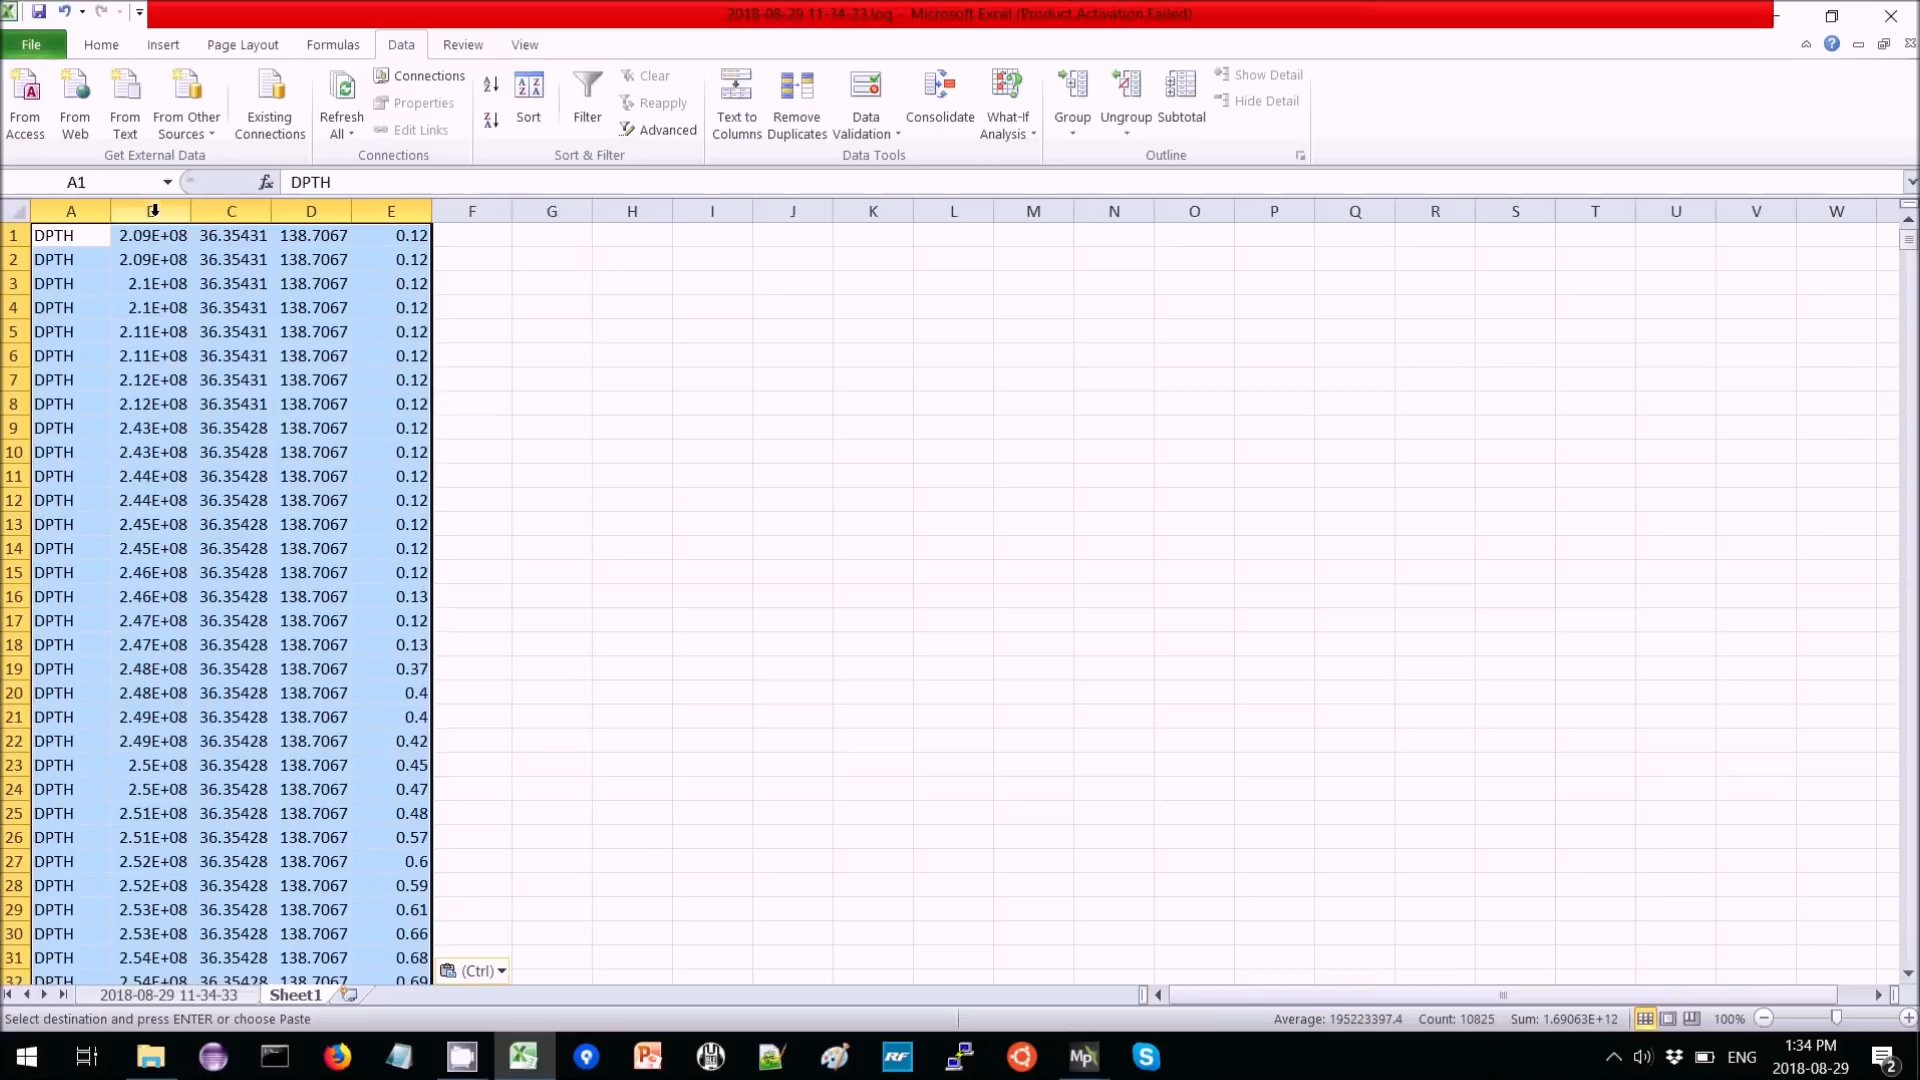 2018-08-29 11-34-33.log - Microsoft Excel (Product Activation Failed)
File Home Insert Page Layout Formulas Data Review View
From Access
From Web
From Text
From Other Sources
Existing Connections
Get External Data
Refresh All
Connections
Properties
Edit Links
Connections
Sort
Filter
Clear
Reapply
Advanced
Sort & Filter
Text to Columns
Remove Duplicates
Data Validation
Consolidate
What-If Analysis
Data Tools
Group
Ungroup
Subtotal
Show Detail
Hide Detail
Outline
A1 fx DPTH
A C D E F G H I J K L M N O P Q R S T U V W
1 DPTH 2.09E+08 36.35431 138.7067 0.12
2 DPTH 2.09E+08 36.35431 138.7067 0.12
3 DPTH 2.1E+08 36.35431 138.7067 0.12
4 DPTH 2.1E+08 36.35431 138.7067 0.12
5 DPTH 2.11E+08 36.35431 138.7067 0.12
6 DPTH 2.11E+08 36.35431 138.7067 0.12
7 DPTH 2.12E+08 36.35431 138.7067 0.12
8 DPTH 2.12E+08 36.35431 138.7067 0.12
9 DPTH 2.43E+08 36.35428 138.7067 0.12
10 DPTH 2.43E+08 36.35428 138.7067 0.12
11 DPTH 2.44E+08 36.35428 138.7067 0.12
12 DPTH 2.44E+08 36.35428 138.7067 0.12
13 DPTH 2.45E+08 36.35428 138.7067 0.12
14 DPTH 2.45E+08 36.35428 138.7067 0.12
15 DPTH 2.46E+08 36.35428 138.7067 0.12
16 DPTH 2.46E+08 36.35428 138.7067 0.13
17 DPTH 2.47E+08 36.35428 138.7067 0.12
18 DPTH 2.47E+08 36.35428 138.7067 0.13
19 DPTH 2.48E+08 36.35428 138.7067 0.37
20 DPTH 2.48E+08 36.35428 138.7067 0.4
21 DPTH 2.49E+08 36.35428 138.7067 0.4
22 DPTH 2.49E+08 36.35428 138.7067 0.42
23 DPTH 2.5E+08 36.35428 138.7067 0.45
24 DPTH 2.5E+08 36.35428 138.7067 0.47
25 DPTH 2.51E+08 36.35428 138.7067 0.48
26 DPTH 2.51E+08 36.35428 138.7067 0.57
27 DPTH 2.52E+08 36.35428 138.7067 0.6
28 DPTH 2.52E+08 36.35428 138.7067 0.59
29 DPTH 2.53E+08 36.35428 138.7067 0.61
30 DPTH 2.53E+08 36.35428 138.7067 0.66
31 DPTH 2.54E+08 36.35428 138.7067 0.68
32 DPTH 2.54E+08 36.35428 138.7067 0.69
(Ctrl)
2018-08-29 11-34-33 Sheet1
Select destination and press ENTER or choose Paste Average: 195223397.4 Count: 10825 Sum: 1.69063E+12 100%
RF Mp ENG 1:34 PM
2018-08-29 2